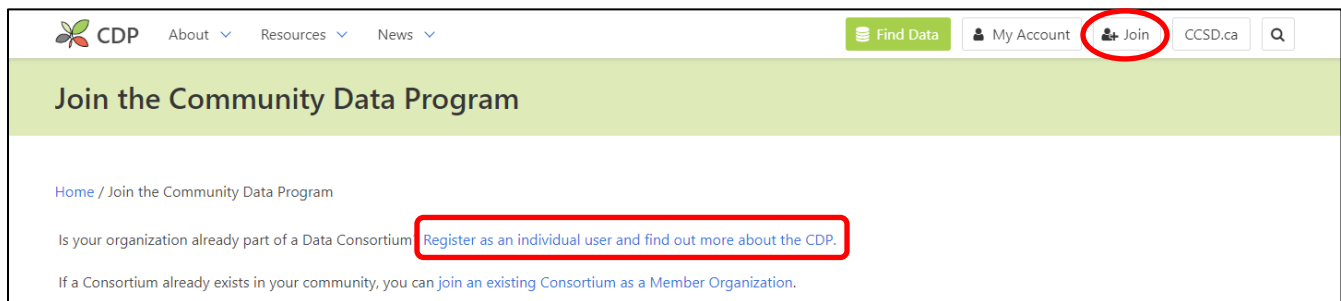 CDP About Resources News Find Data My Account Join CCSD.ca
Join the Community Data Program
Home / Join the Community Data Program
Is your organization already part of a Data Consortium? Register as an individual user and find out more about the CDP.
If a Consortium already exists in your community, you can join an existing Consortium as a Member Organization.